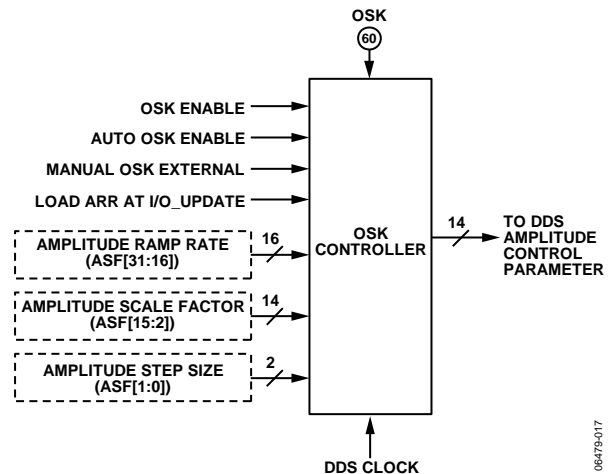 OSK
60
OSK ENABLE
AUTO OSK ENABLE
MANUAL OSK EXTERNAL
LOAD ARR AT I/O_UPDATE
AMPLITUDE RAMP RATE
(ASF[31:16])
16
AMPLITUDE SCALE FACTOR
(ASF[15:2])
14
AMPLITUDE STEP SIZE
(ASF[1:0])
2
OSK
CONTROLLER
14
TO DDS
AMPLITUDE
CONTROL
PARAMETER
DDS CLOCK
06479-017